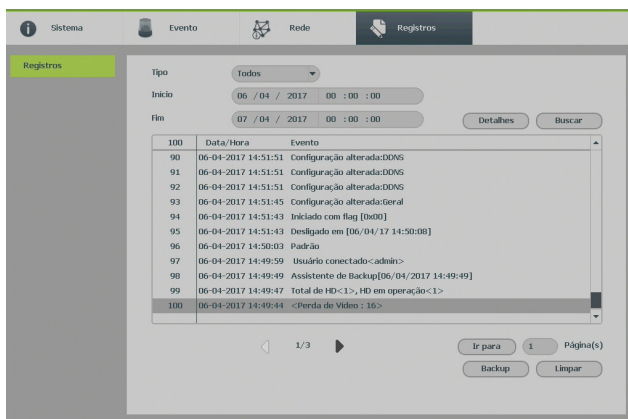 Sistema Evento Rede Registros
Registros
Tipo Todos
Início 06 /04 / 2017 00 :00 :00
Fim 07 /04 / 2017 00 :00 :00 Detalhes Buscar
100 Data/Hora Evento
90 06-04-2017 14:51:51 Configuração alterada:DDNS
91 06-04-2017 14:51:51 Configuração alterada:DDNS
92 06-04-2017 14:51:51 Configuração alterada:DDNS
93 06-04-2017 14:51:45 Configuração alterada:Geral
94 06-04-2017 14:51:43 Iniciado com flag [0x00]
95 06-04-2017 14:51:43 Desligado em [06/04/17 14:50:08]
96 06-04-2017 14:50:03 Padrão
97 06-04-2017 14:49:59 Usuário conectado<admin>
98 06-04-2017 14:49:49 Assistente de Backup[06/04/2017 14:49:49]
99 06-04-2017 14:49:47 Total de HD<1>, HD em operação<1>
100 06-04-2017 14:49:44 <Perda de Vídeo : 16>
1/3 Ir para 1 Página(s)
Backup Limpar